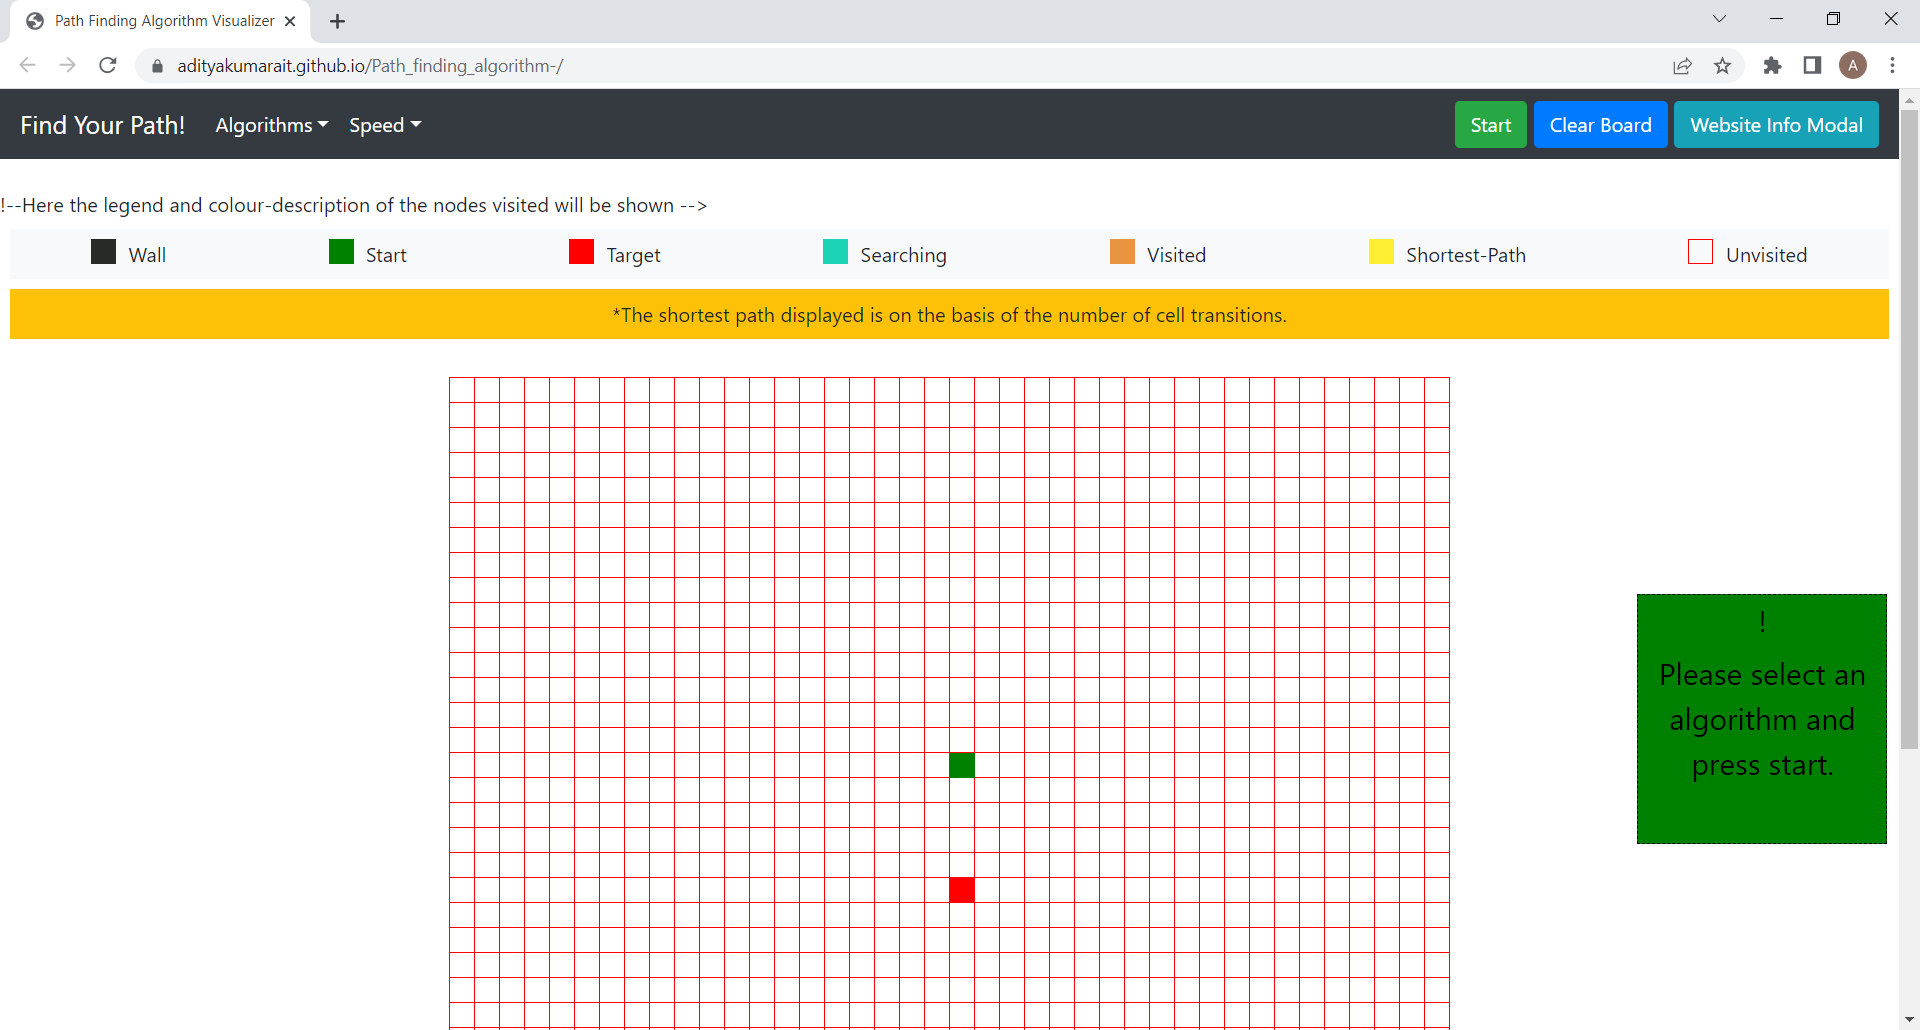 Path Finding Algorithm Visualizer
adityakumarait.github.io/Path_finding_algorithm-/
A
Find Your Path! Algorithms Speed Start Clear Board Website Info Modal
!--Here the legend and colour-description of the nodes visited will be shown -->
Wall Start Target Searching Visited Shortest-Path Unvisited
*The shortest path displayed is on the basis of the number of cell transitions.
!
Please select an
algorithm and
press start.